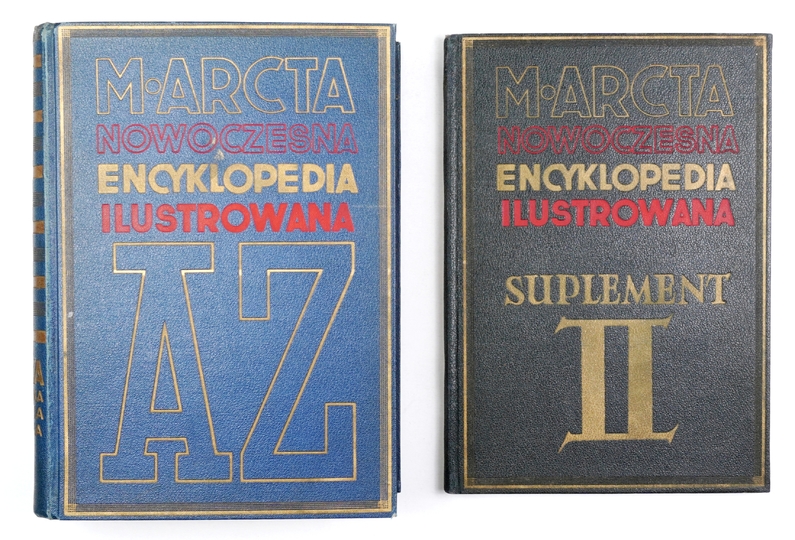 M·ARCTA
NOWOCZESNA
ENCYKLOPEDIA
ILUSTROWANA
AZ
M·ARCTA
NOWOCZESNA
ENCYKLOPEDIA
ILUSTROWANA
SUPLEMENT
II